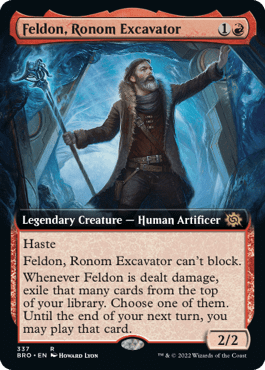 Feldon, Ronom Excavator 1
Legendary Creature — Human Artificer
Haste
Feldon, Ronom Excavator can't block.
Whenever Feldon is dealt damage,
exile that many cards from the top
of your library. Choose one of them.
Until the end of your next turn, you
may play that card.
2/2
337 R
BRO • EN Howard Lyon ™ & © 2022 Wizards of the Coast